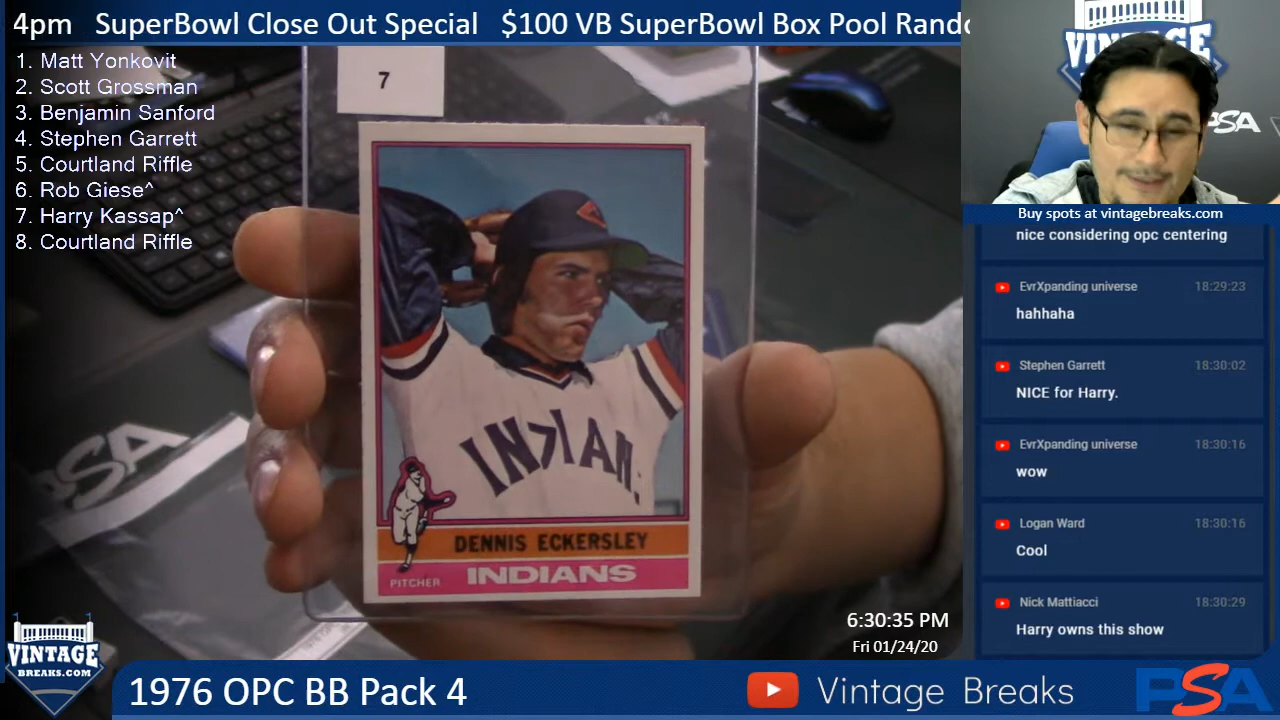 4pm SuperBowl Close Out Special $100 VB SuperBowl Box Pool Rando
1. Matt Yonkovit
2. Scott Grossman
3. Benjamin Sanford
4. Stephen Garrett
5. Courtland Riffle
6. Rob Giese^
7. Harry Kassap^
8. Courtland Riffle
7
INDIAN
DENNIS ECKERSLEY
PITCHER INDIANS
PSA
VINTAGE
PSA
Buy spots at vintagebreaks.com
nice considering opc centering
EvrXpanding universe 18:29:23
hahhaha
Stephen Garrett 18:30:02
NICE for Harry.
EvrXpanding universe 18:30:16
wow
Logan Ward 18:30:16
Cool
Nick Mattiacci 18:30:29
Harry owns this show
6:30:35 PM
Fri 01/24/20
VINTAGE
BREAKS.COM
1976 OPC BB Pack 4
Vintage Breaks
PSA